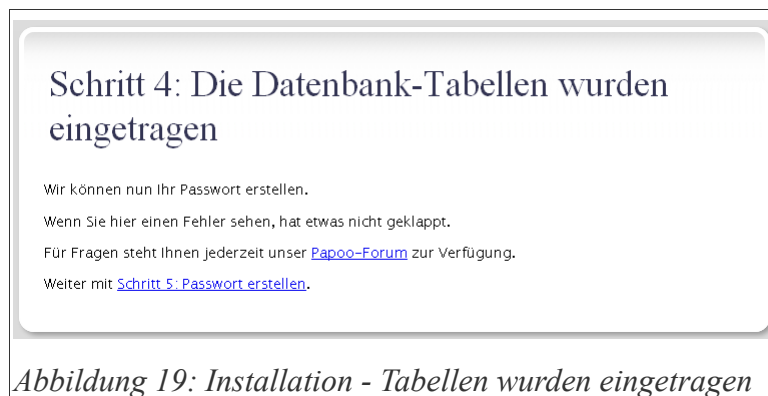 Schritt 4: Die Datenbank-Tabellen wurden
eingetragen
Wir können nun Ihr Passwort erstellen.
Wenn Sie hier einen Fehler sehen, hat etwas nicht geklappt.
Für Fragen steht Ihnen jederzeit unser Papoo-Forum zur Verfügung.
Weiter mit Schritt 5: Passwort erstellen.
Abbildung 19: Installation - Tabellen wurden eingetragen